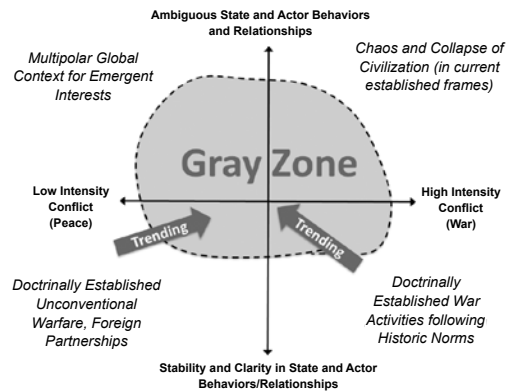 Ambiguous State and Actor Behaviors
and Relationships
Multipolar Global
Context for Emergent
Interests
Chaos and Collapse of
Civilization (in current
established frames)
Gray Zone
Low Intensity
Conflict
(Peace)
High Intensity
Conflict
(War)
Trending
Trending
Doctrinally Established
Unconventional
Warfare, Foreign
Partnerships
Doctrinally
Established War
Activities following
Historic Norms
Stability and Clarity in State and Actor
Behaviors/Relationships